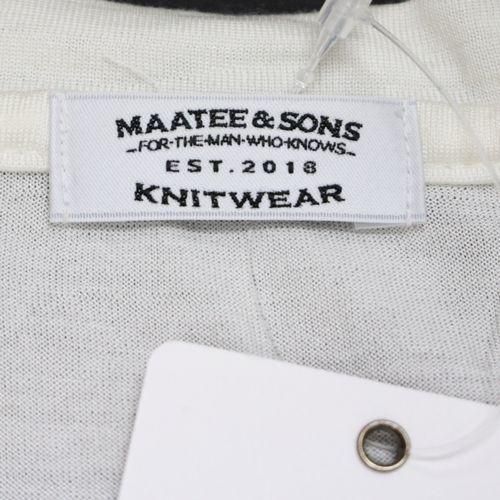 MAATEE & SONS
-FOR-THE-MAN-WHO-KNOWS-
EST. 2018
KNITWEAR